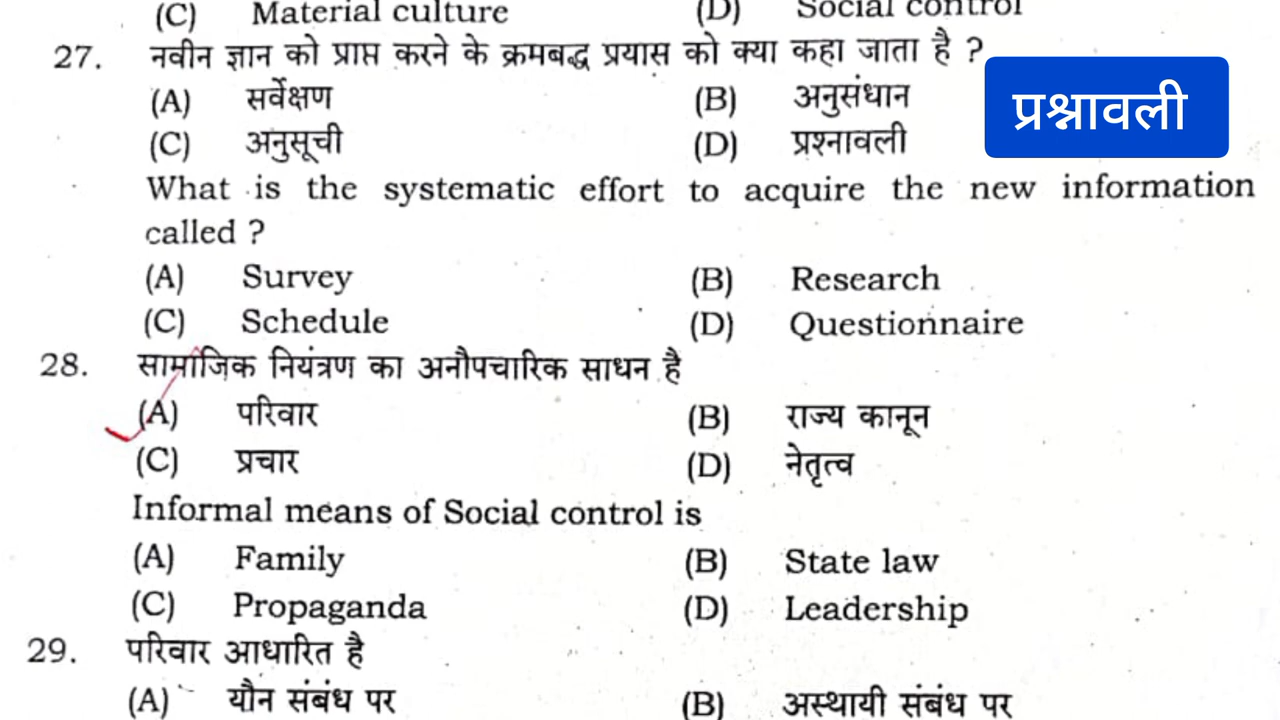 (C) Material culture (D) Social control
27. नवीन ज्ञान को प्राप्त करने के क्रमबद्ध प्रयास को क्या कहा जाता है ?
(A) सर्वेक्षण (B) अनुसंधान
(C) अनुसूची (D) प्रश्नावली
प्रश्नावली
What is the systematic effort to acquire the new information
called ?
(A) Survey (B) Research
(C) Schedule (D) Questionnaire
28. सामाजिक नियंत्रण का अनौपचारिक साधन है
(A) परिवार (B) राज्य कानून
(C) प्रचार (D) नेतृत्व
Informal means of Social control is
(A) Family (B) State law
(C) Propaganda (D) Leadership
29. परिवार आधारित है
(A) यौन संबंध पर (B) अस्थायी संबंध पर